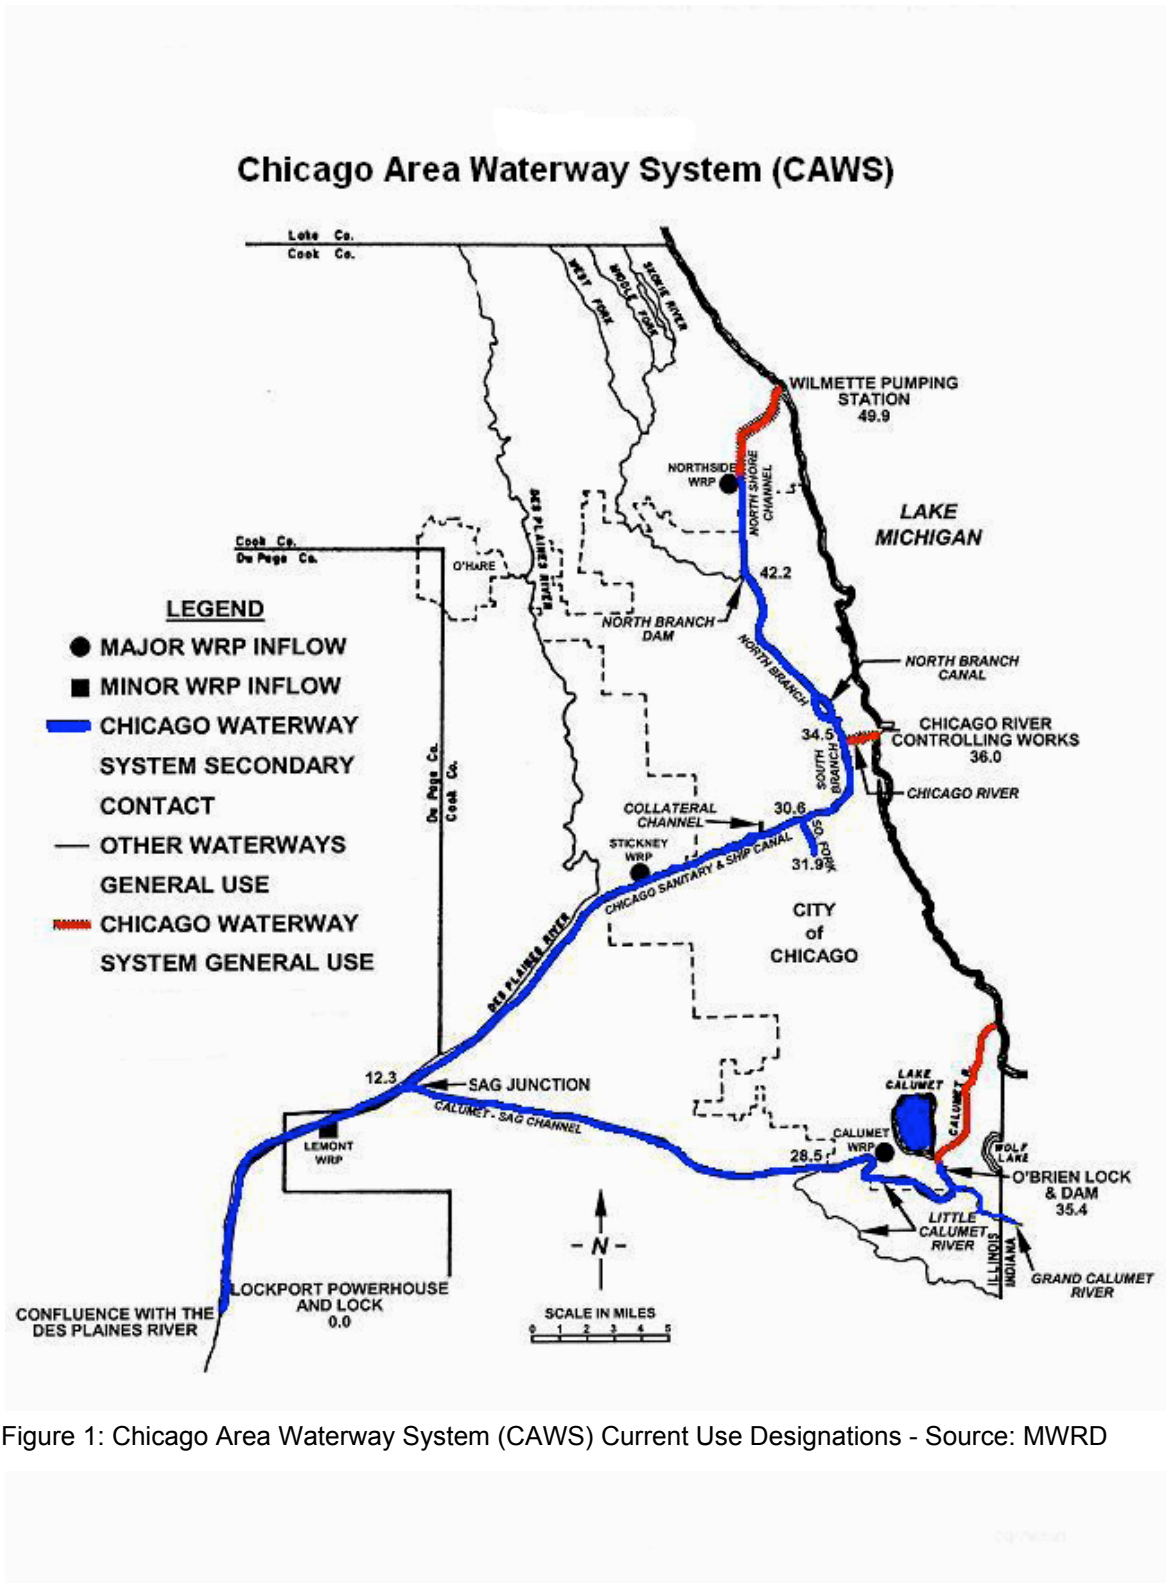 Chicago Area Waterway System (CAWS)
Lake Co.
Cook Co.
WEST FORK
MIDDLE FORK
SKOKIE RIVER
WILMETTE PUMPING
STATION
49.9
NORTHSIDE
WRP
NORTH SHORE
CHANNEL
LAKE
MICHIGAN
DES PLAINES RIVER
Cook Co.
Du Page Co.
O'HARE
42.2
NORTH BRANCH
DAM
LEGEND
MAJOR WRP INFLOW
MINOR WRP INFLOW
CHICAGO WATERWAY
SYSTEM SECONDARY
CONTACT
OTHER WATERWAYS
GENERAL USE
CHICAGO WATERWAY
SYSTEM GENERAL USE
NORTH BRANCH
NORTH BRANCH
CANAL
34.5
CHICAGO RIVER
CONTROLLING WORKS
36.0
SOUTH
BRANCH
CHICAGO RIVER
Du Page Co.
Cook Co.
COLLATERAL
CHANNEL
30.6
SO. FORK
31.9
STICKNEY
WRP
CHICAGO SANITARY & SHIP CANAL
CITY
of
CHICAGO
DES PLAINES RIVER
12.3
SAG JUNCTION
CALUMET - SAG CHANNEL
LEMONT
WRP
LAKE
CALUMET
CALUMET R.
CALUMET
WRP
28.5
WOLF
LAKE
O'BRIEN LOCK
& DAM
35.4
LITTLE
CALUMET
RIVER
ILLINOIS
INDIANA
GRAND CALUMET
RIVER
N
LOCKPORT POWERHOUSE
AND LOCK
0.0
CONFLUENCE WITH THE
DES PLAINES RIVER
SCALE IN MILES
0 1 2 3 4 5
Figure 1: Chicago Area Waterway System (CAWS) Current Use Designations - Source: MWRD